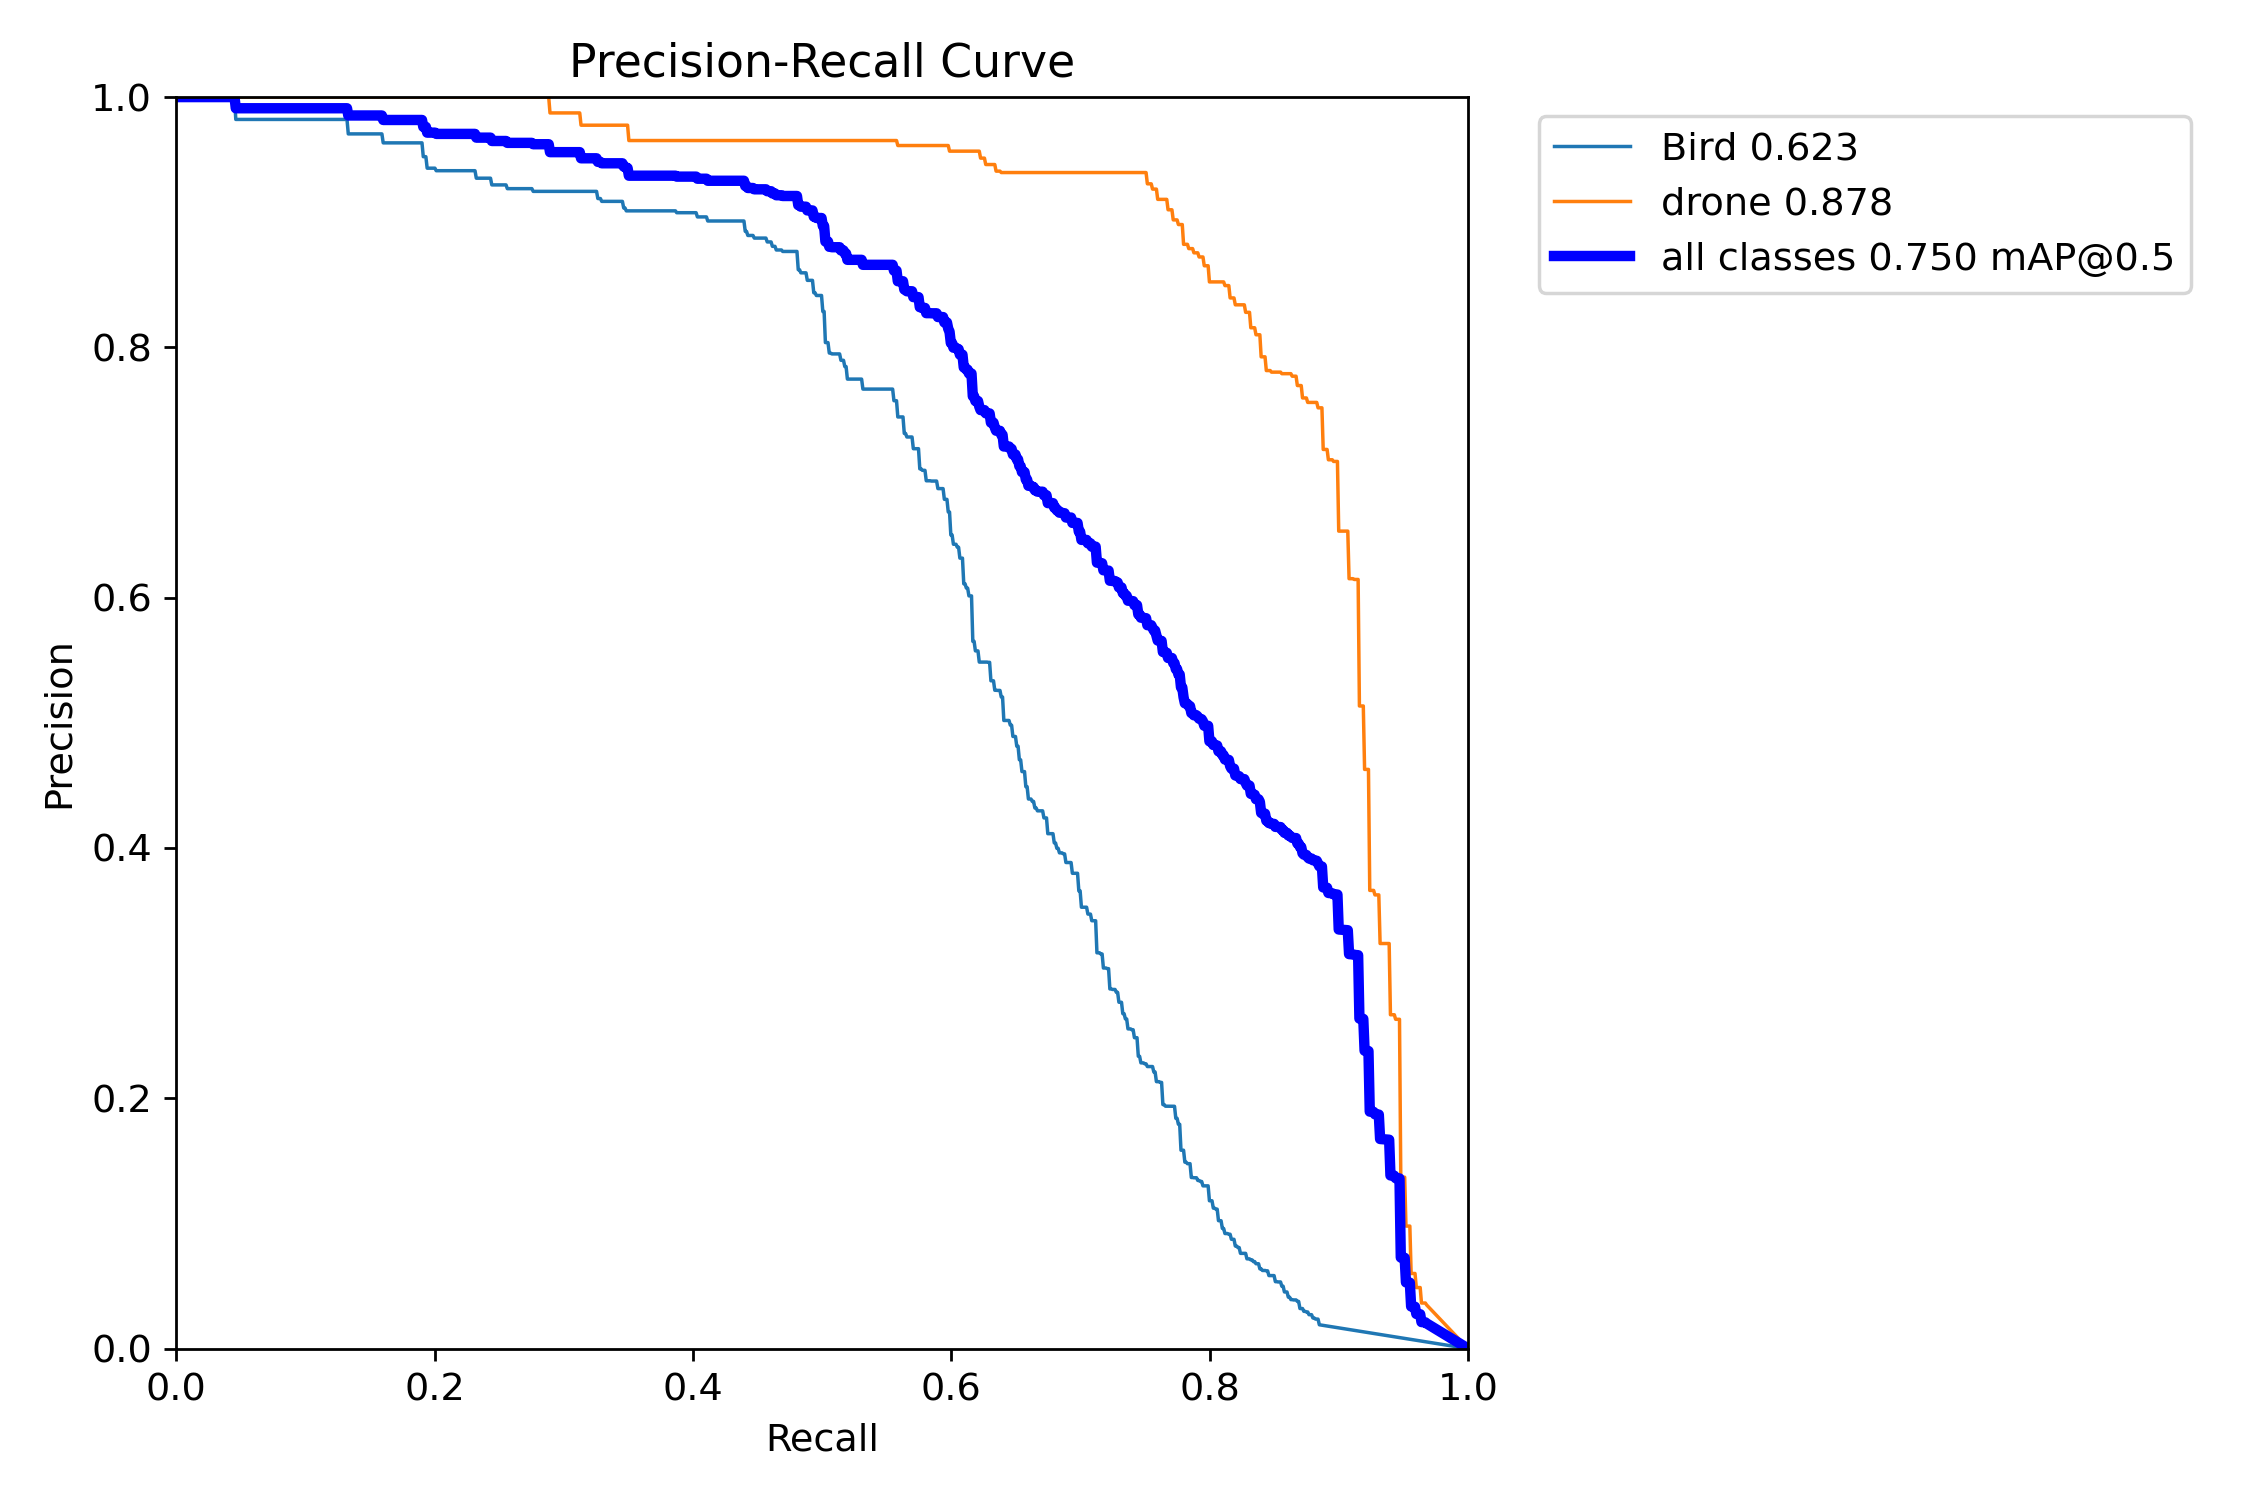 Precision-Recall Curve
1.0
0.8
0.6
0.4
0.2
0.0
Precision
0.0 0.2 0.4 0.6 0.8 1.0
Recall
Bird 0.623
drone 0.878
all classes 0.750 mAP@0.5